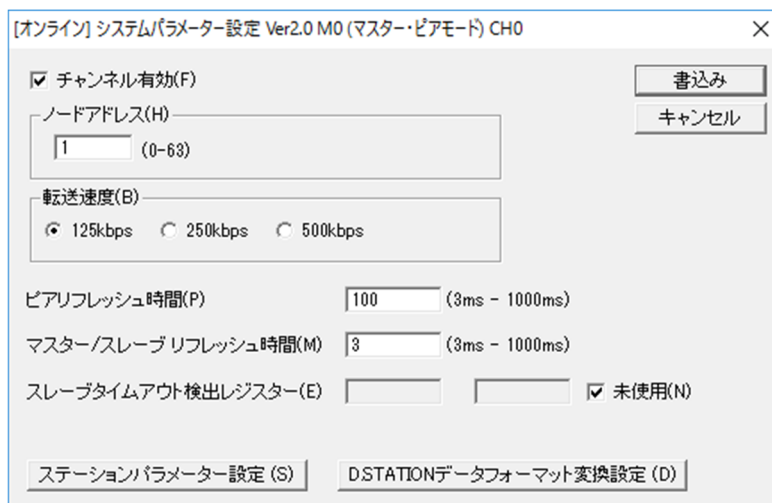 [オンライン] システムパラメーター設定 Ver2.0 M0 (マスター・ピアモード) CH0
チャンネル有効(F)
書込み
キャンセル
ノードアドレス(H)
1 (0-63)
転送速度(B)
125kbps 250kbps 500kbps
ピアリフレッシュ時間(P) 100 (3ms - 1000ms)
マスター/スレーブ リフレッシュ時間(M) 3 (3ms - 1000ms)
スレーブタイムアウト検出レジスター(E) 未使用(N)
ステーションパラメーター設定 (S) D.STATIONデータフォーマット変換設定 (D)